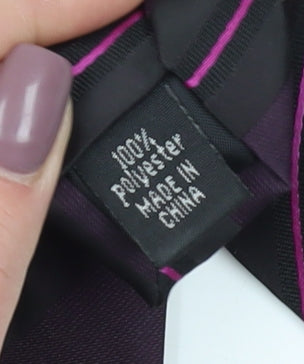 100%
Polyester
MADE IN
CHINA